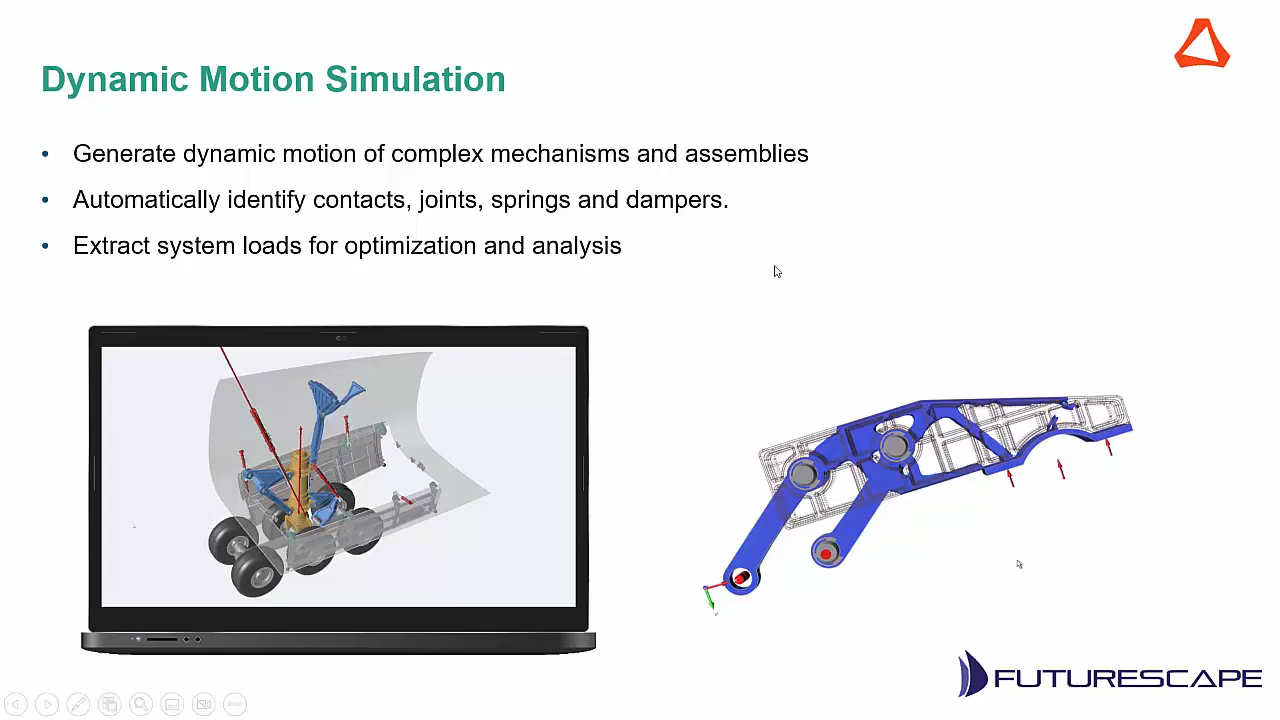 Dynamic Motion Simulation
• Generate dynamic motion of complex mechanisms and assemblies
• Automatically identify contacts, joints, springs and dampers.
• Extract system loads for optimization and analysis
FUTURESCAPE